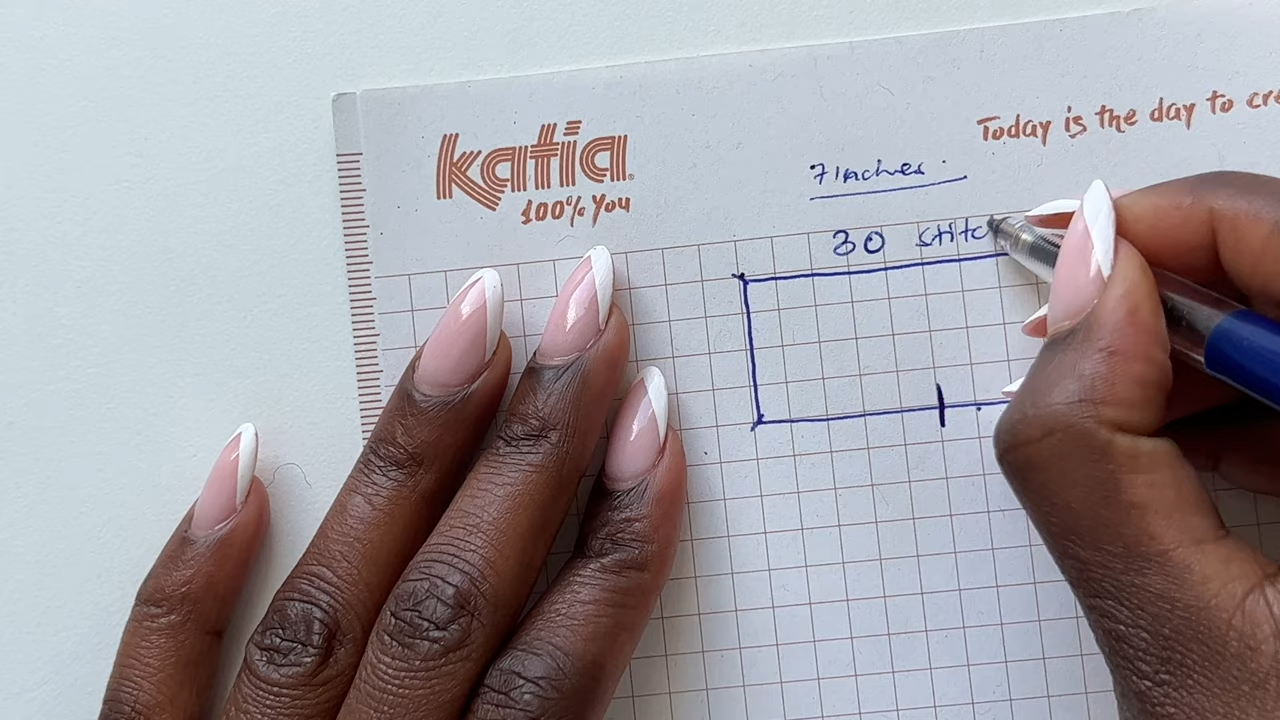 katia
100% You
Today is the day to cre
7 inches.
30 stitc